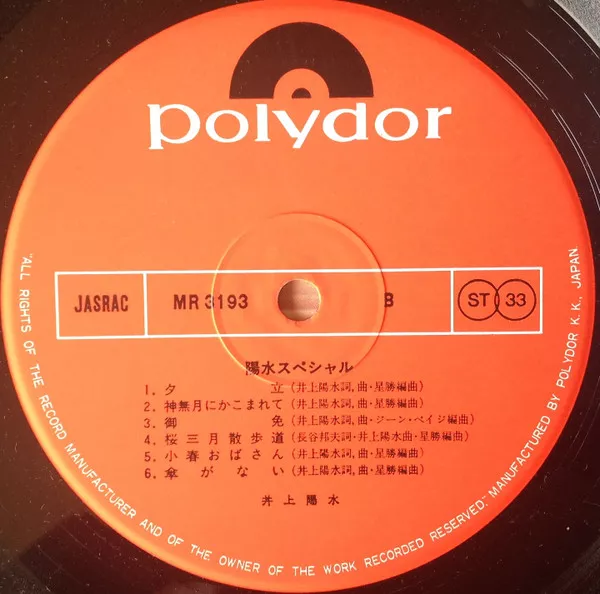 polydor
JASRAC MR 3193 B ST 33
陽水スペシャル
1. 夕立(井上陽水詞,曲・星勝編曲)
2. 神無月にかこまれて(井上陽水詞,曲・星勝編曲)
3. 御免(井上陽水詞,曲・ジーン・ペイジ編曲)
4. 桜三月散歩道(長谷邦夫詞・井上陽水曲・星勝編曲)
5. 小春おばさん(井上陽水詞,曲・星勝編曲)
6. 傘がない(井上陽水詞,曲・星勝編曲)
井上陽水
"ALL RIGHTS OF THE RECORD MANUFACTURER AND OF THE OWNER OF THE WORK RECORDED RESERVED." MANUFACTURED BY POLYDOR K.K., JAPAN.